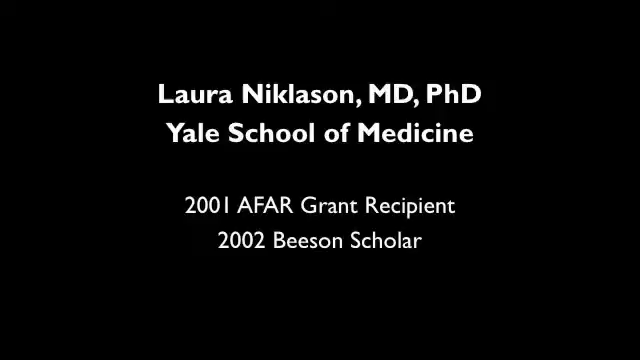 Laura Niklason, MD, PhD
Yale School of Medicine
2001 AFAR Grant Recipient
2002 Beeson Scholar